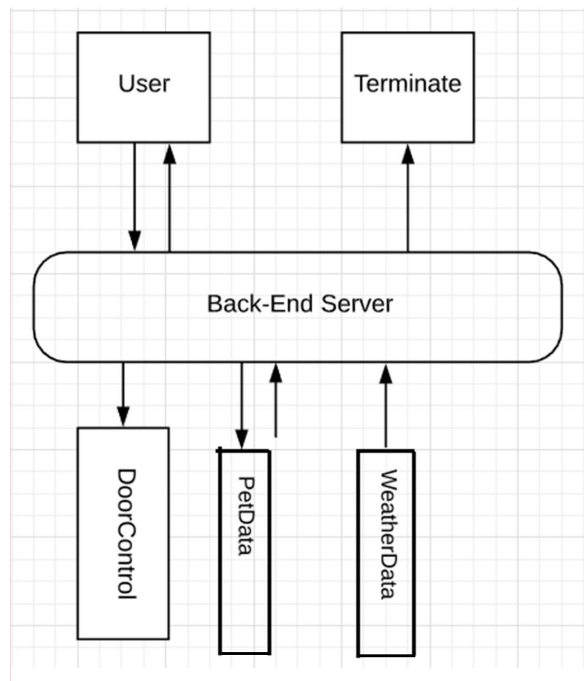 User
Terminate
Back-End Server
DoorControl
PetData
WeatherData